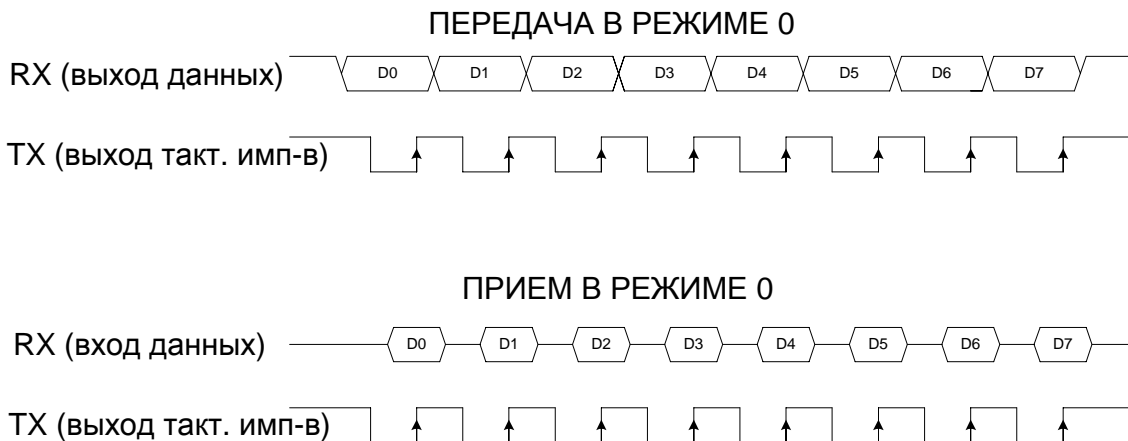 ПЕРЕДАЧА В РЕЖИМЕ 0
RX (выход данных) D0 D1 D2 D3 D4 D5 D6 D7
TX (выход такт. имп-в)
ПРИЕМ В РЕЖИМЕ 0
RX (вход данных) D0 D1 D2 D3 D4 D5 D6 D7
TX (выход такт. имп-в)